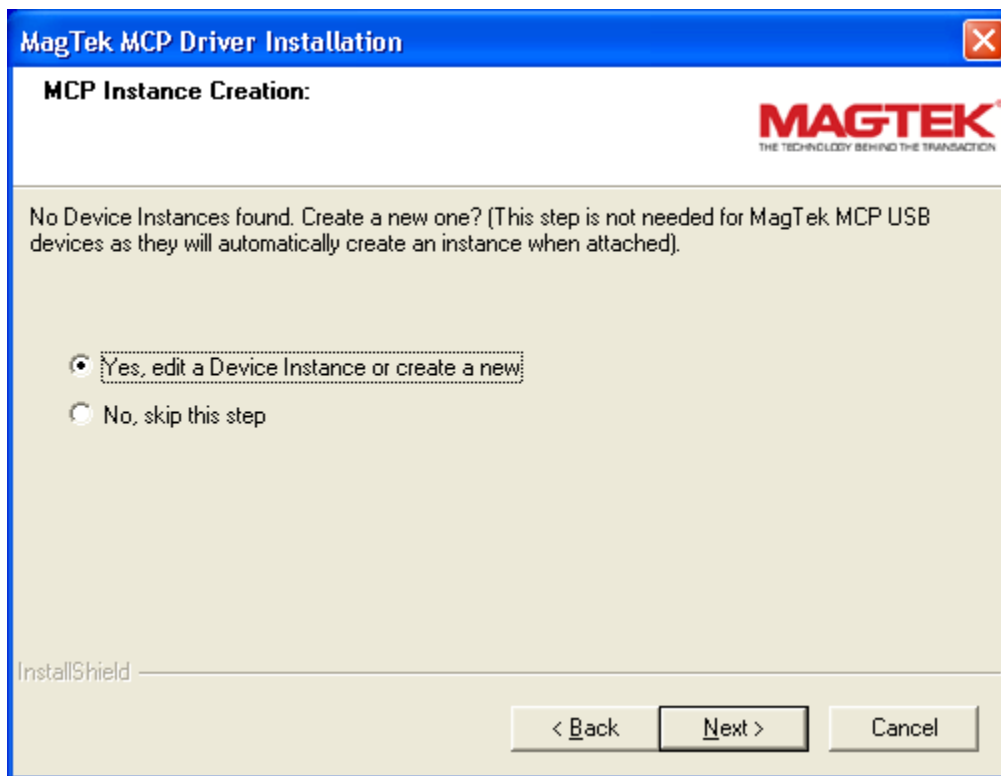 MagTek MCP Driver Installation
MCP Instance Creation:
MAGTEK®
THE TECHNOLOGY BEHIND THE TRANSACTION
No Device Instances found. Create a new one? (This step is not needed for MagTek MCP USB
devices as they will automatically create an instance when attached).
Yes, edit a Device Instance or create a new
No, skip this step
InstallShield
< Back
Next >
Cancel